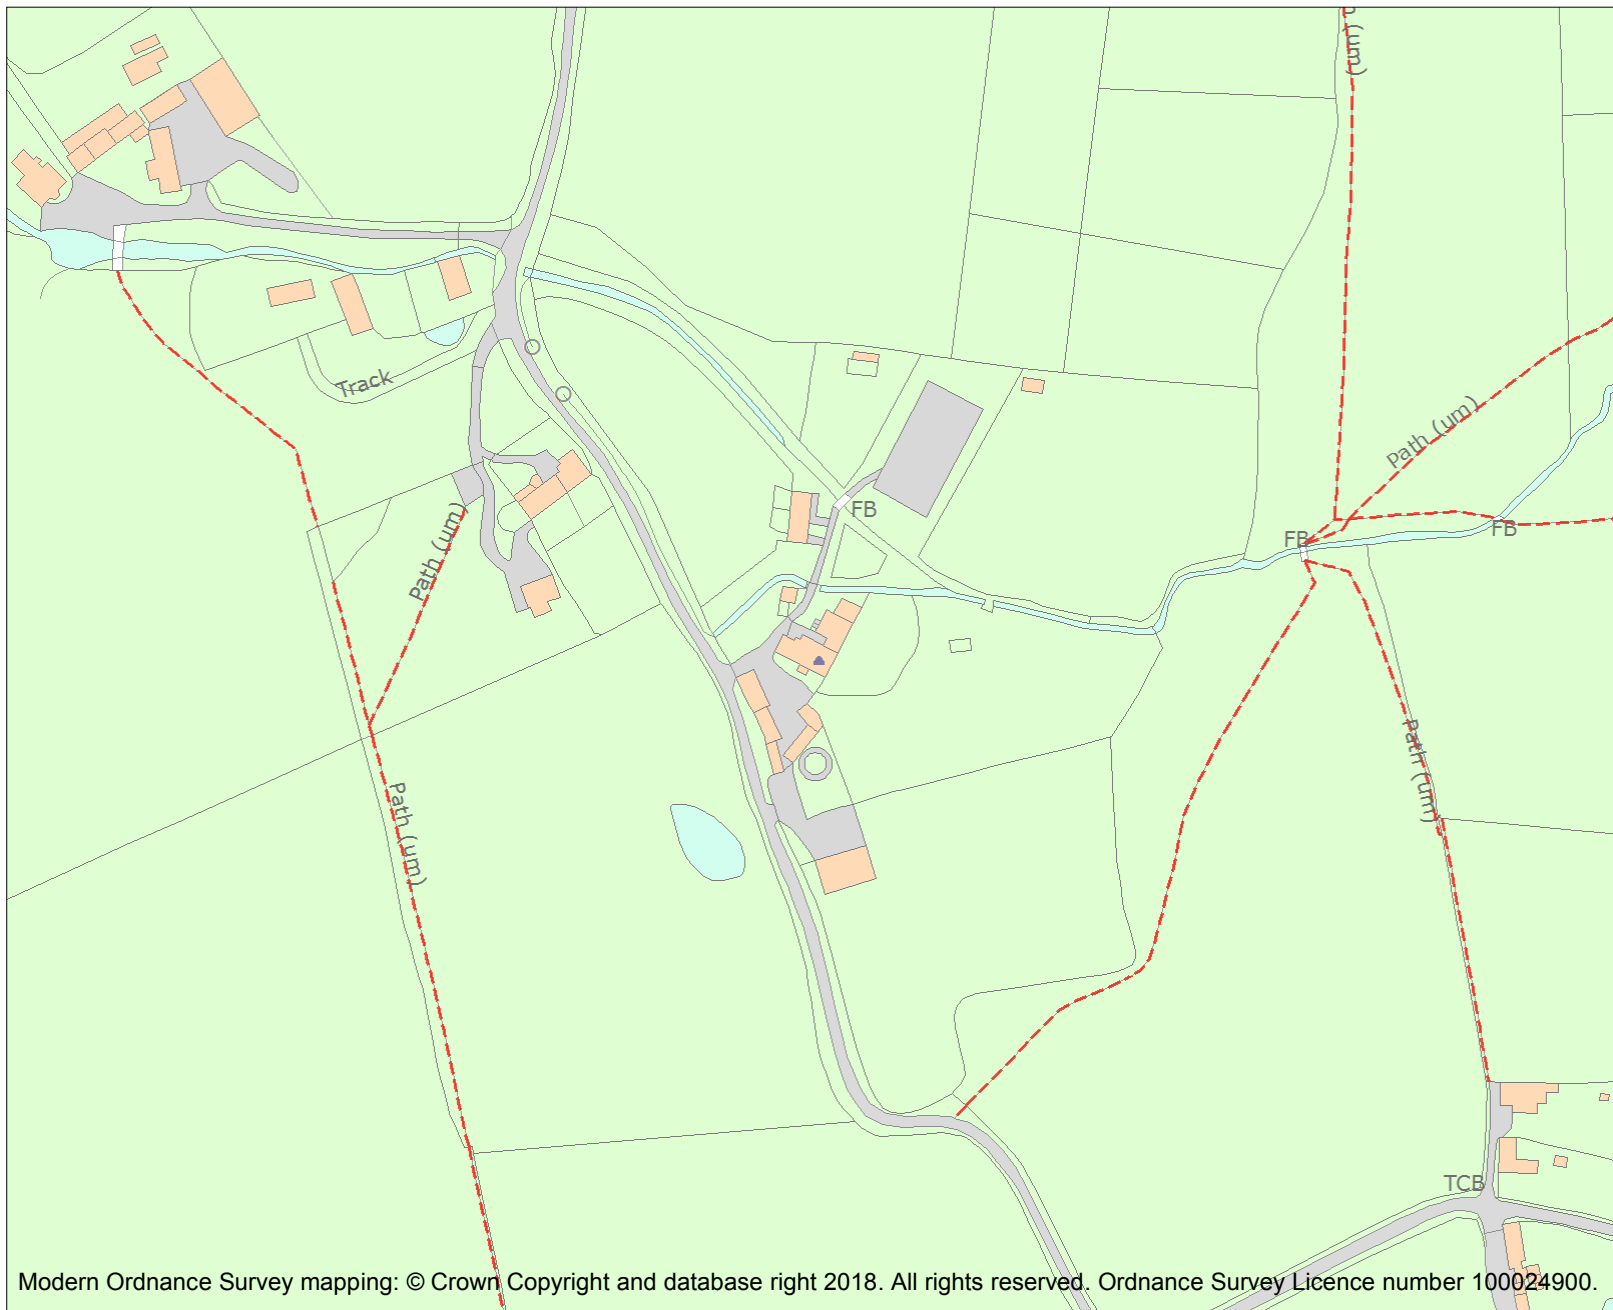 (um)
Track
Path (um)
Path (um)
FB
FB
FB
Path (um)
Path (um)
TCB
Modern Ordnance Survey mapping: © Crown Copyright and database right 2018. All rights reserved. Ordnance Survey Licence number 100024900.